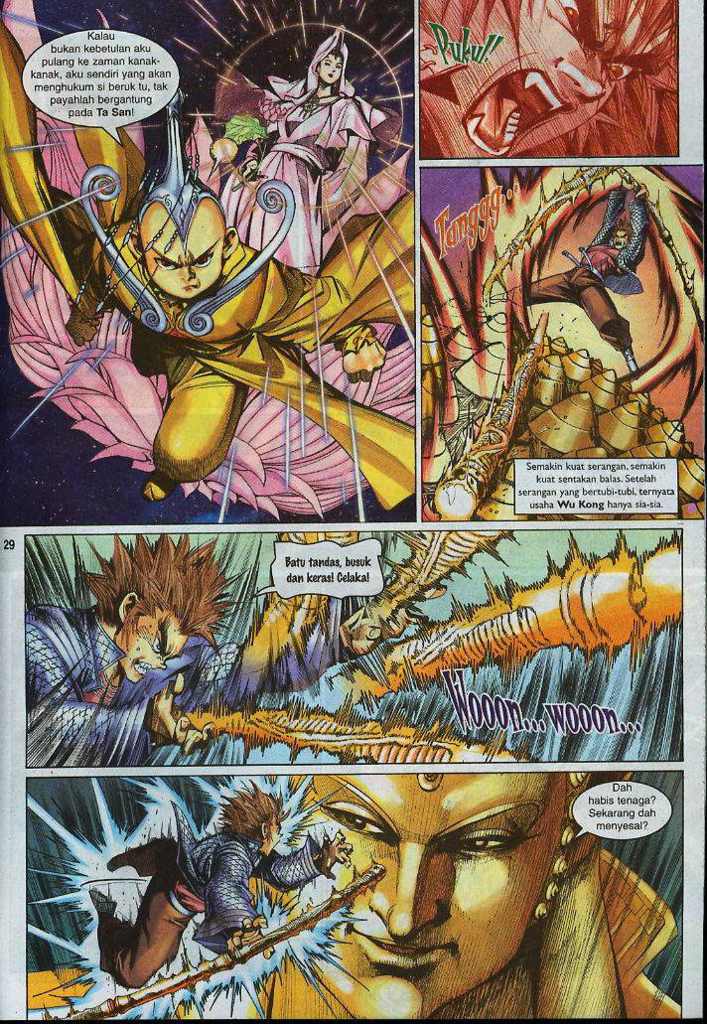 Kalau
bukan kebetulan aku
pulang ke zaman kanak-
kanak, aku sendiri yang akan
menghukum si beruk tu, tak
payahlah bergantung
pada Ta San!
Puku!!
Tanggg..
Semakin kuat serangan, semakin
kuat sentakan balas. Setelah
serangan yang bertubi-tubi, ternyata
usaha Wu Kong hanya sia-sia.
29
Batu tandas, busuk
dan keras! Celaka!
Wooon... wooon...
Dah
habis tenaga?
Sekarang dah
menyesal?